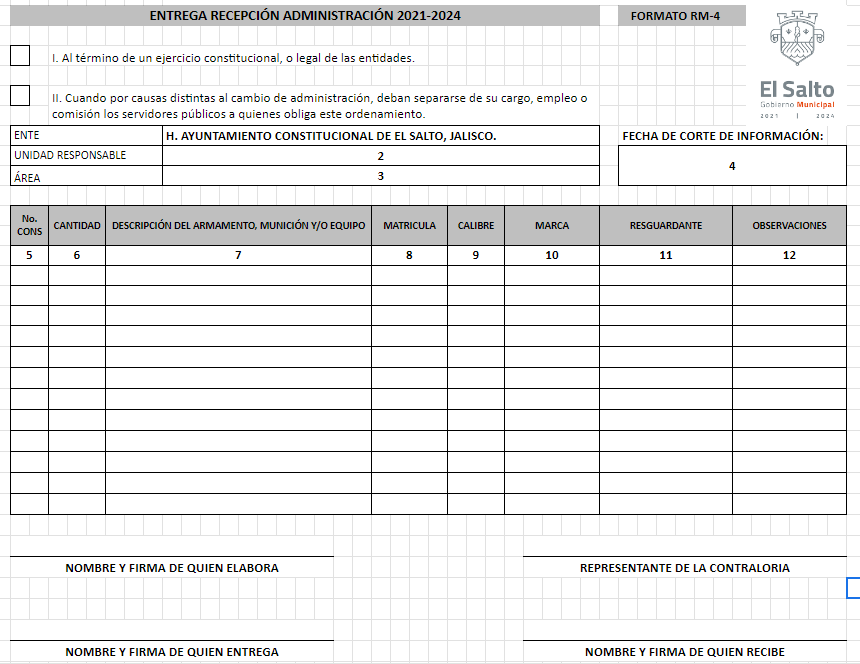 ENTREGA RECEPCIÓN ADMINISTRACIÓN 2021-2024
FORMATO RM-4
I. Al término de un ejercicio constitucional, o legal de las entidades.
II. Cuando por causas distintas al cambio de administración, deban separarse de su cargo, empleo o
comisión los servidores públicos a quienes obliga este ordenamiento.
El Salto
Gobierno Municipal
2021 | 2024
ENTE H. AYUNTAMIENTO CONSTITUCIONAL DE EL SALTO, JALISCO.
FECHA DE CORTE DE INFORMACIÓN:
UNIDAD RESPONSABLE 2
4
ÁREA 3
No. CONS CANTIDAD DESCRIPCIÓN DEL ARMAMENTO, MUNICIÓN Y/O EQUIPO MATRICULA CALIBRE MARCA RESGUARDANTE OBSERVACIONES
5 6 7 8 9 10 11 12
NOMBRE Y FIRMA DE QUIEN ELABORA
REPRESENTANTE DE LA CONTRALORIA
NOMBRE Y FIRMA DE QUIEN ENTREGA
NOMBRE Y FIRMA DE QUIEN RECIBE